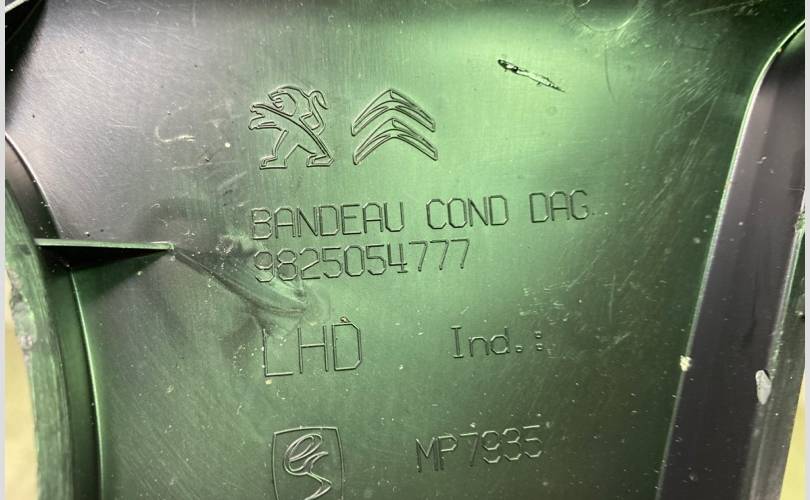 BANDEAU COND DAG
9825054777
LHD Ind.:
MP7935